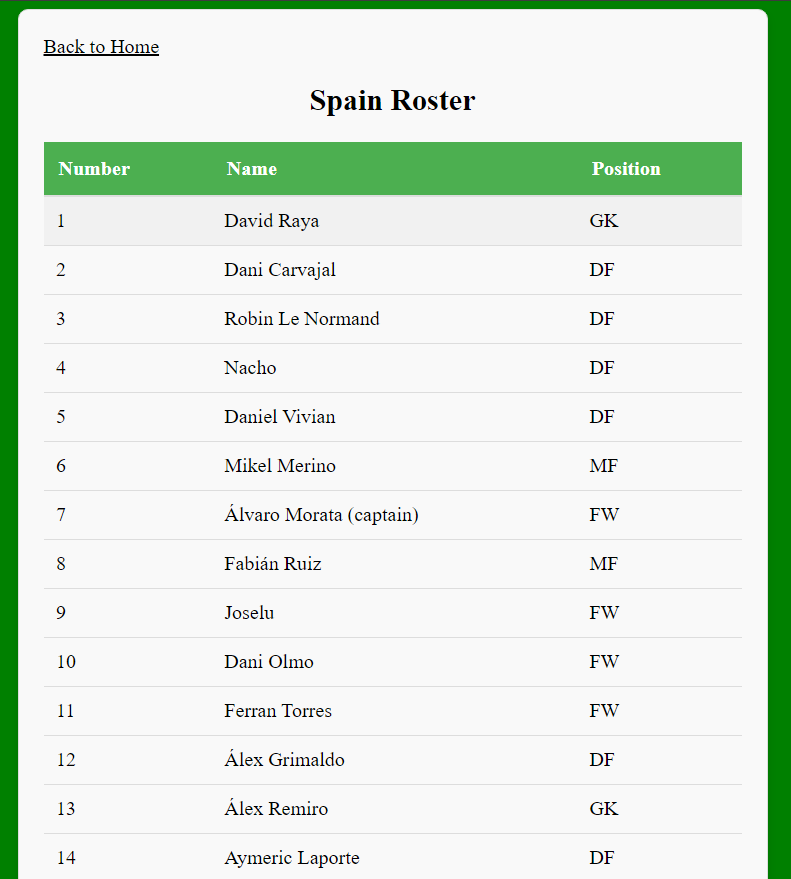 Back to Home
Spain Roster
Number Name Position
1 David Raya GK
2 Dani Carvajal DF
3 Robin Le Normand DF
4 Nacho DF
5 Daniel Vivian DF
6 Mikel Merino MF
7 Álvaro Morata (captain) FW
8 Fabián Ruiz MF
9 Joselu FW
10 Dani Olmo FW
11 Ferran Torres FW
12 Álex Grimaldo DF
13 Álex Remiro GK
14 Aymeric Laporte DF